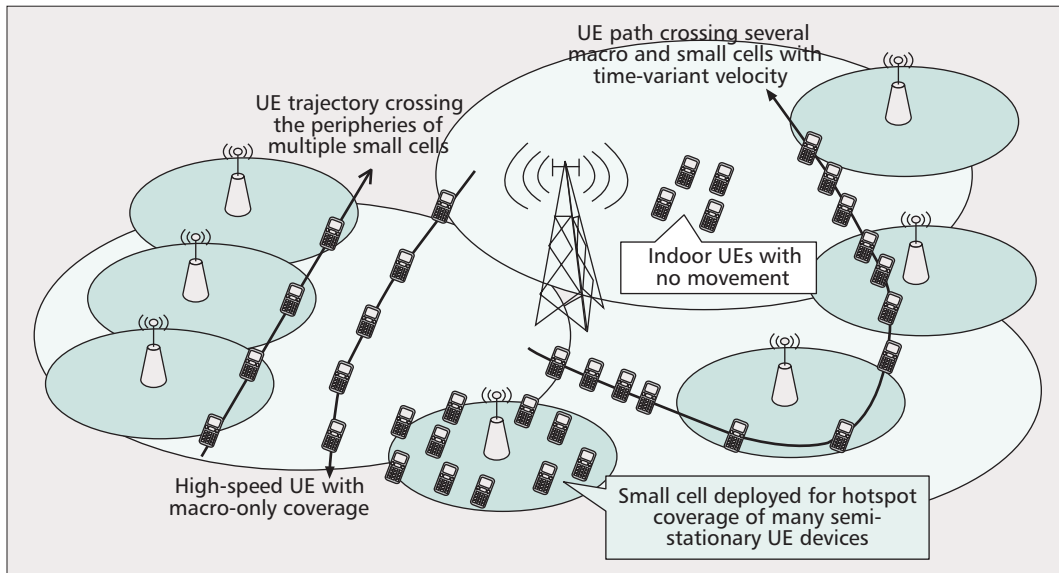 UE path crossing several
macro and small cells with
time-variant velocity
UE trajectory crossing
the peripheries of
multiple small cells
Indoor UEs with
no movement
High-speed UE with
macro-only coverage
Small cell deployed for hotspot
coverage of many semi-
stationary UE devices